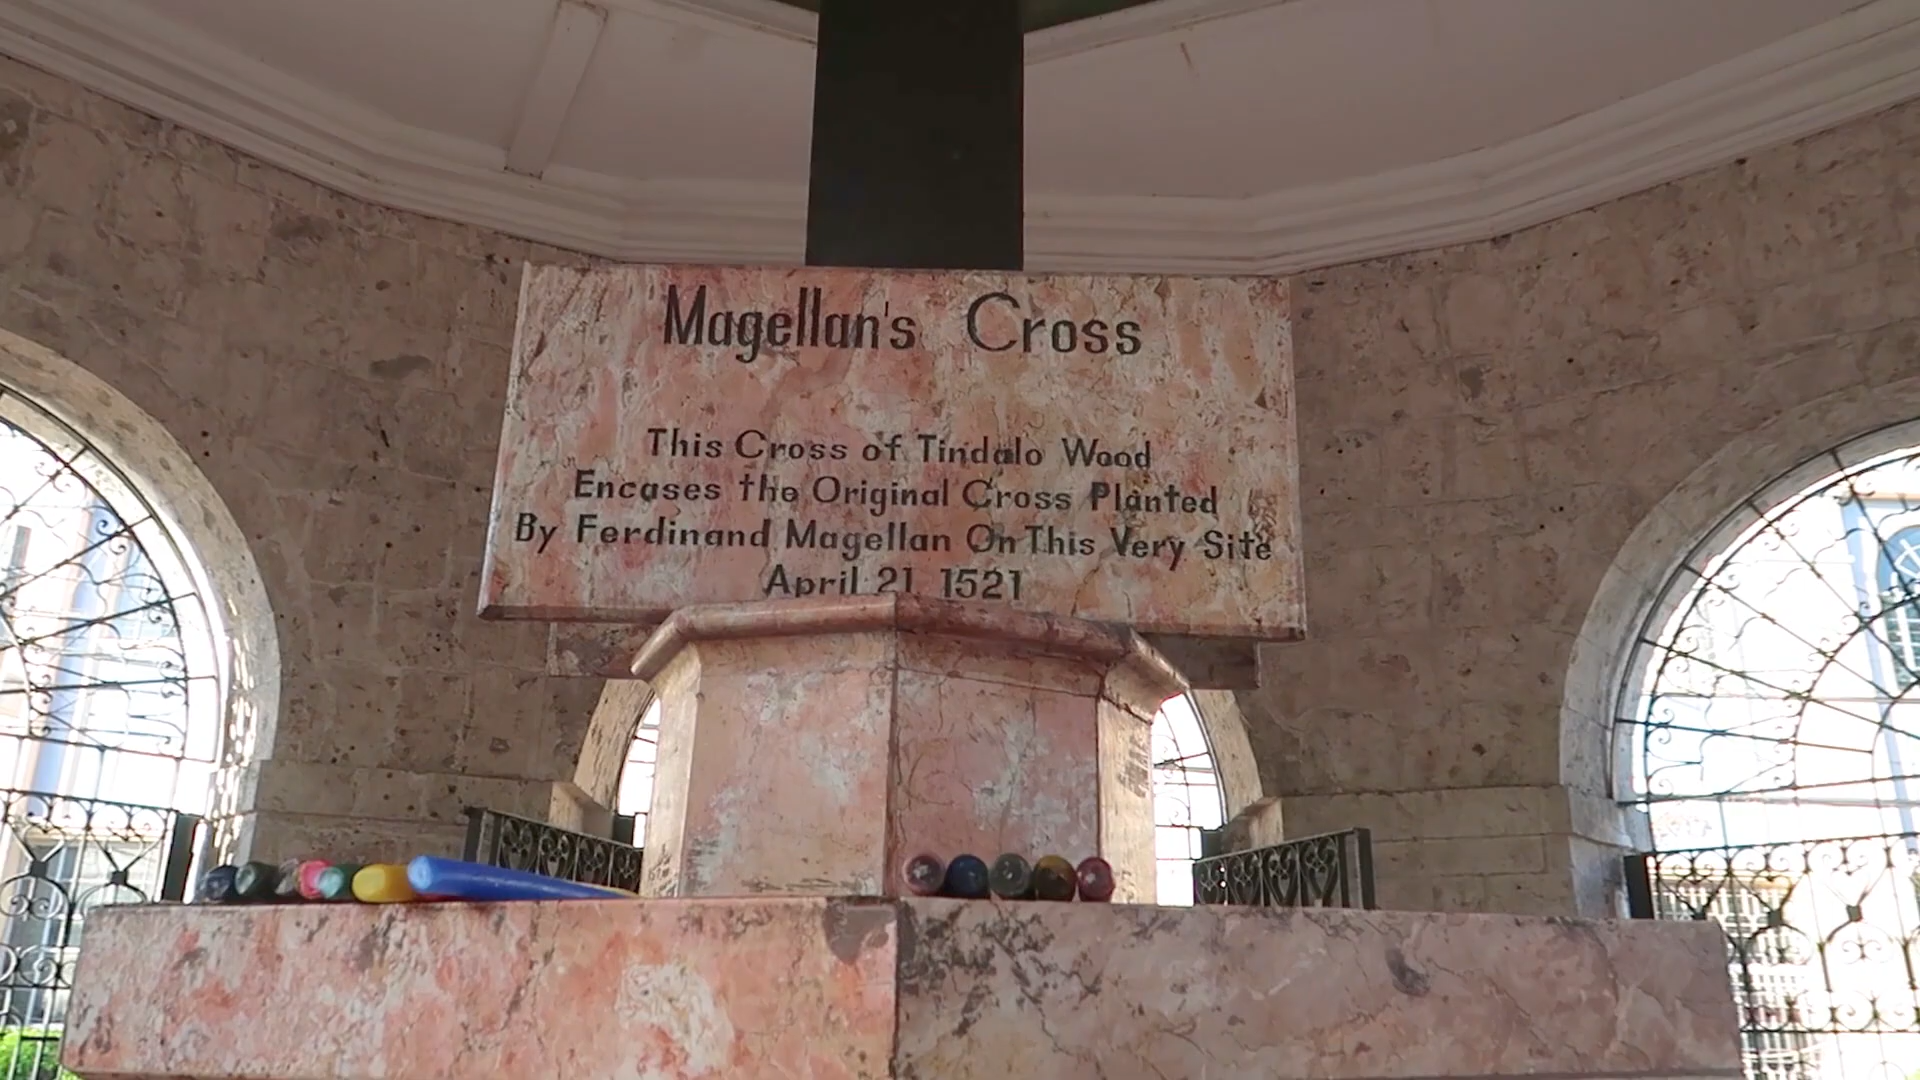 Magellan's Cross
This Cross of Tindalo Wood
Encases the Original Cross Planted
By Ferdinand Magellan On This Very Site
April 21, 1521